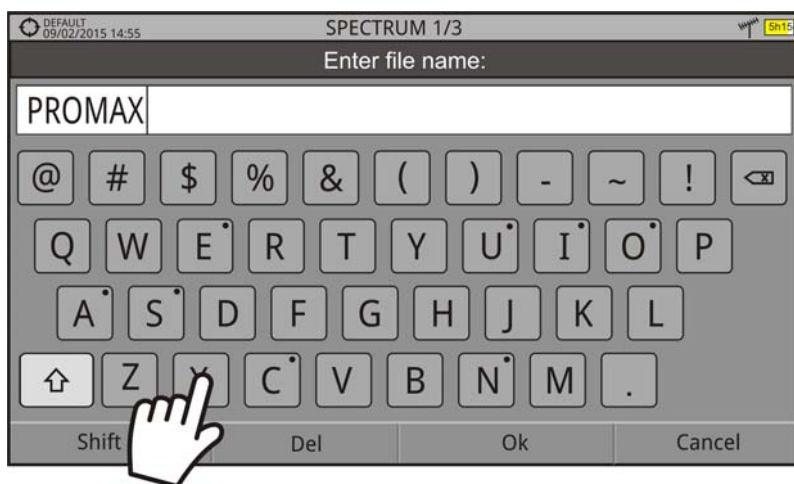 DEFAULT
09/02/2015 14:55
SPECTRUM 1/3
5h15
Enter file name:
PROMAX
@ # $ % & ( ) - ~ !
Q W E R T Y U I O P
A S D F G H J K L
Z X C V B N M .
Shift Del Ok Cancel